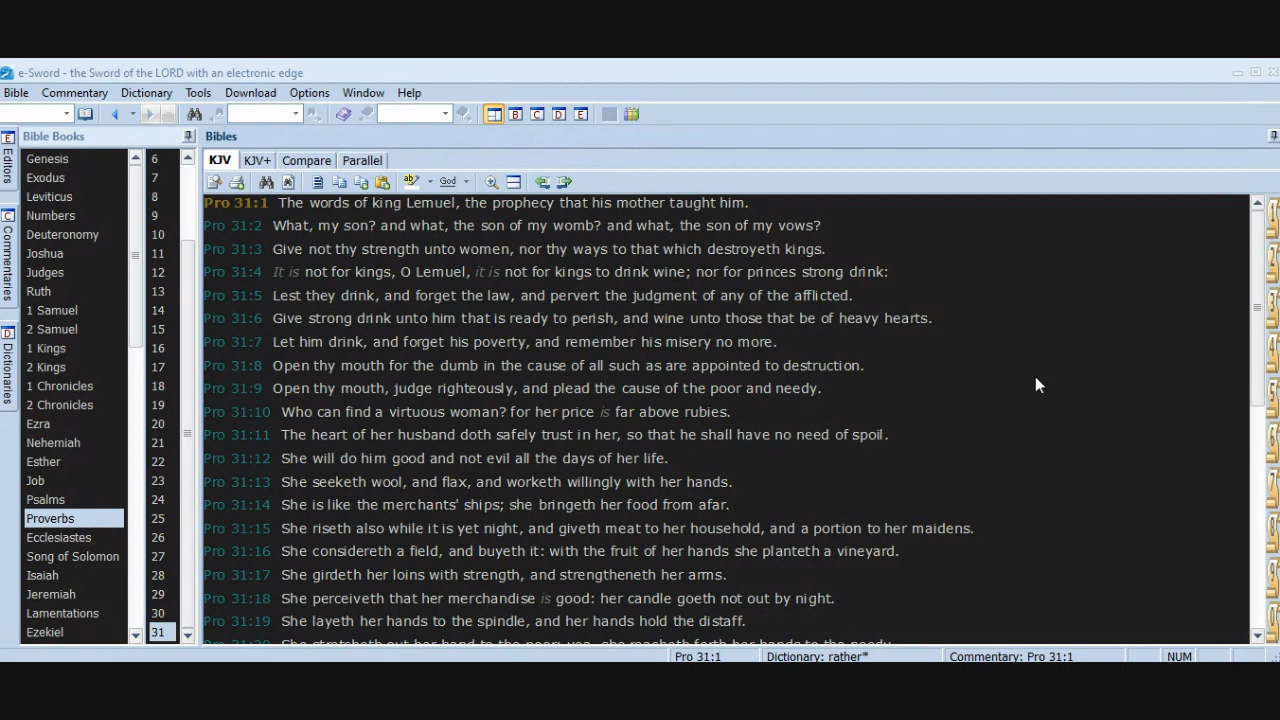 e-Sword - the Sword of the LORD with an electronic edge
Bible Commentary Dictionary Tools Download Options Window Help
B C D E
Bible Books
Bibles
E Editors
C Commentaries
D Dictionaries
KJV KJV+ Compare Parallel
ab God
Genesis 6
Exodus 7
Leviticus 8
Numbers 9
Deuteronomy 10
Joshua 11
Judges 12
Ruth 13
1 Samuel 14
2 Samuel 15
1 Kings 16
2 Kings 17
1 Chronicles 18
2 Chronicles 19
Ezra 20
Nehemiah 21
Esther 22
Job 23
Psalms 24
Proverbs 25
Ecclesiastes 26
Song of Solomon 27
Isaiah 28
Jeremiah 29
Lamentations 30
Ezekiel 31
Pro 31:1 The words of king Lemuel, the prophecy that his mother taught him.
Pro 31:2 What, my son? and what, the son of my womb? and what, the son of my vows?
Pro 31:3 Give not thy strength unto women, nor thy ways to that which destroyeth kings.
Pro 31:4 It is not for kings, O Lemuel, it is not for kings to drink wine; nor for princes strong drink:
Pro 31:5 Lest they drink, and forget the law, and pervert the judgment of any of the afflicted.
Pro 31:6 Give strong drink unto him that is ready to perish, and wine unto those that be of heavy hearts.
Pro 31:7 Let him drink, and forget his poverty, and remember his misery no more.
Pro 31:8 Open thy mouth for the dumb in the cause of all such as are appointed to destruction.
Pro 31:9 Open thy mouth, judge righteously, and plead the cause of the poor and needy.
Pro 31:10 Who can find a virtuous woman? for her price is far above rubies.
Pro 31:11 The heart of her husband doth safely trust in her, so that he shall have no need of spoil.
Pro 31:12 She will do him good and not evil all the days of her life.
Pro 31:13 She seeketh wool, and flax, and worketh willingly with her hands.
Pro 31:14 She is like the merchants' ships; she bringeth her food from afar.
Pro 31:15 She riseth also while it is yet night, and giveth meat to her household, and a portion to her maidens.
Pro 31:16 She considereth a field, and buyeth it: with the fruit of her hands she planteth a vineyard.
Pro 31:17 She girdeth her loins with strength, and strengtheneth her arms.
Pro 31:18 She perceiveth that her merchandise is good: her candle goeth not out by night.
Pro 31:19 She layeth her hands to the spindle, and her hands hold the distaff.
Pro 31:1 Dictionary: rather* Commentary: Pro 31:1 NUM